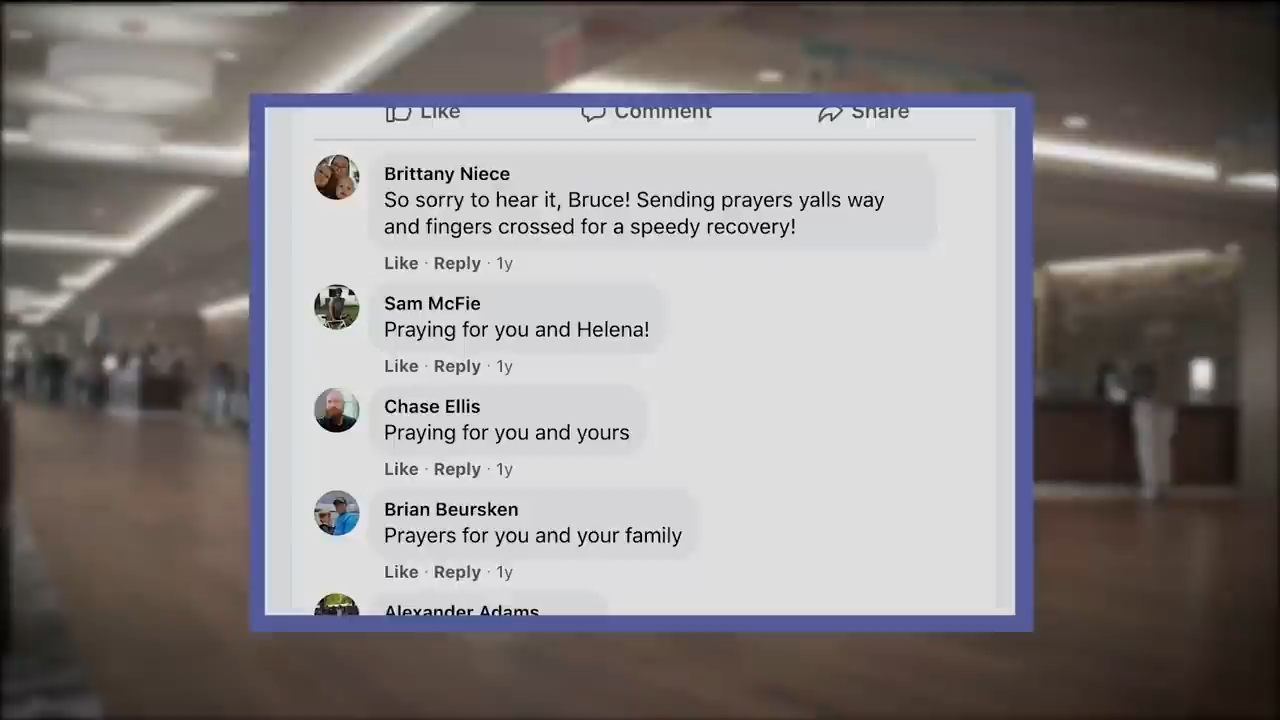 Like Comment Share
Brittany Niece
So sorry to hear it, Bruce! Sending prayers yalls way
and fingers crossed for a speedy recovery!
Like · Reply · 1y
Sam McFie
Praying for you and Helena!
Like · Reply · 1y
Chase Ellis
Praying for you and yours
Like · Reply · 1y
Brian Beursken
Prayers for you and your family
Like · Reply · 1y
Alexander Adams